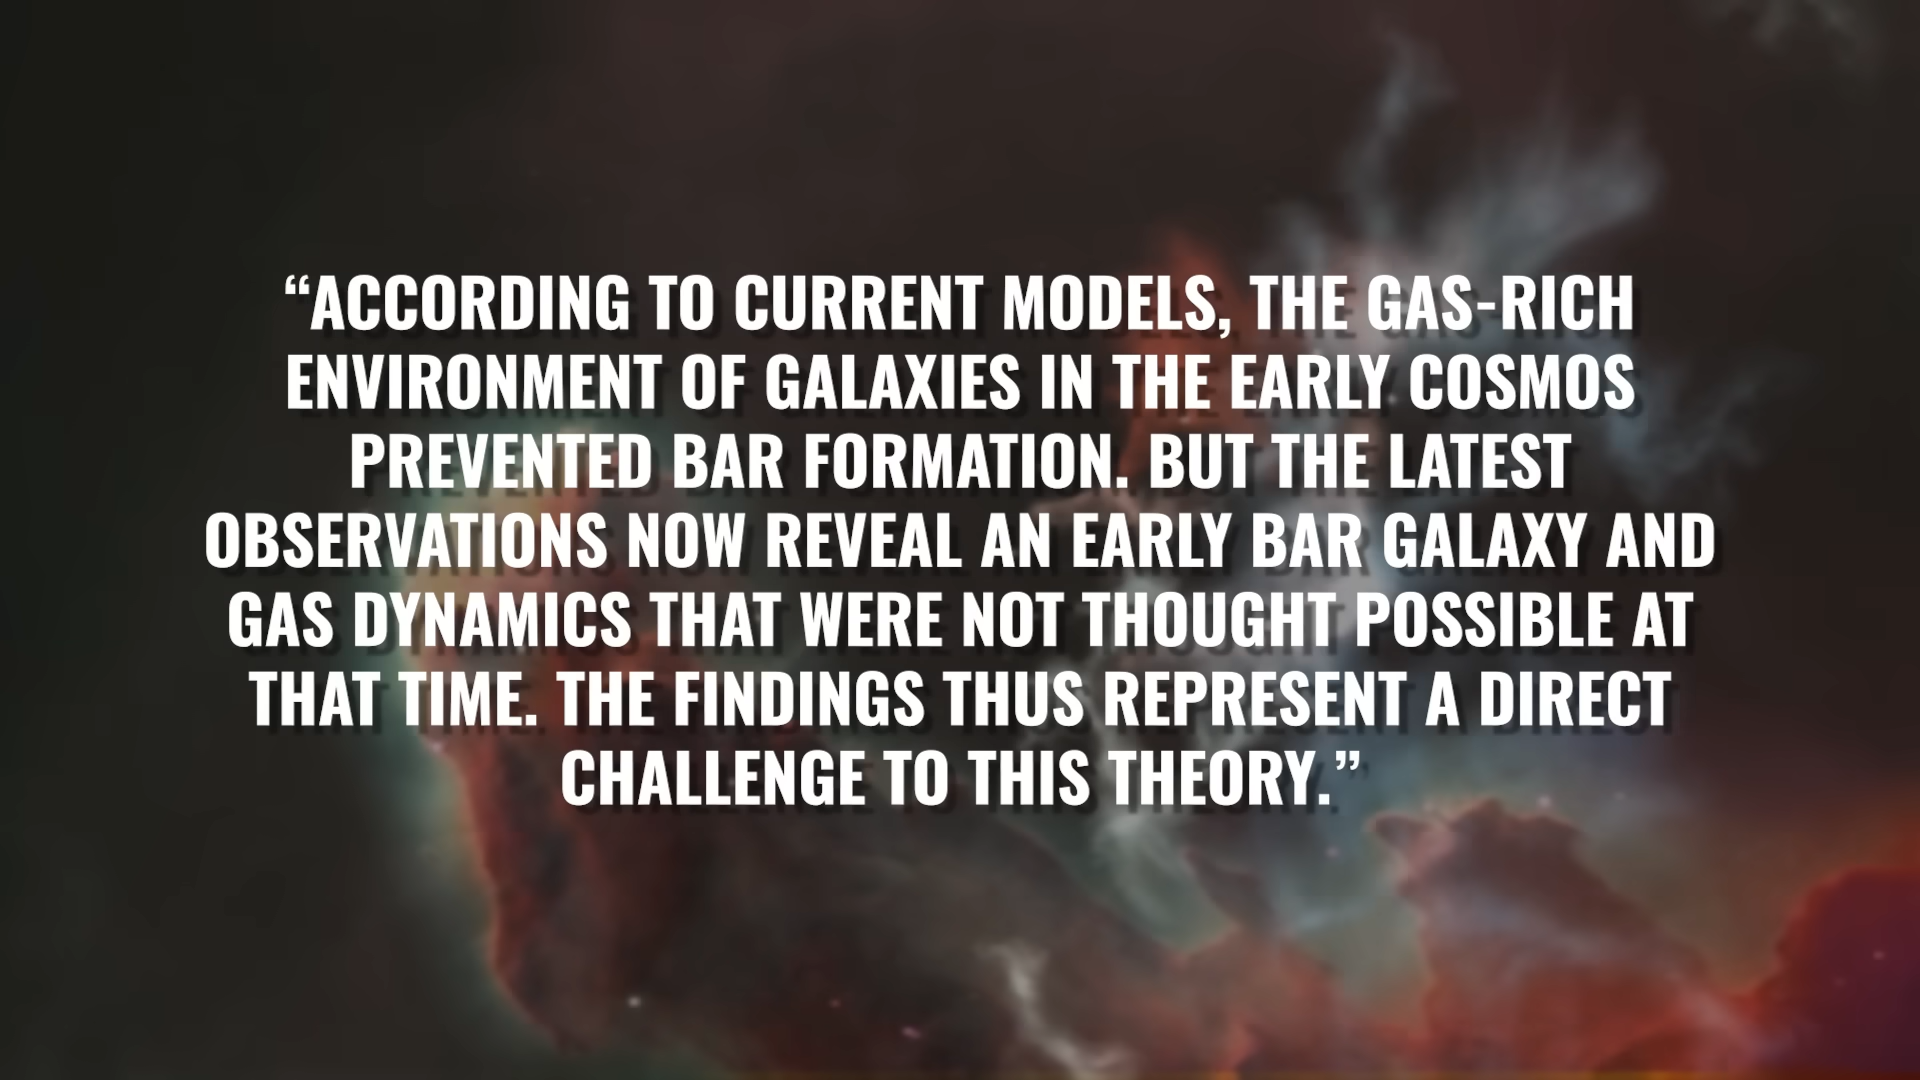 “ACCORDING TO CURRENT MODELS, THE GAS-RICH
ENVIRONMENT OF GALAXIES IN THE EARLY COSMOS
PREVENTED BAR FORMATION. BUT THE LATEST
OBSERVATIONS NOW REVEAL AN EARLY BAR GALAXY AND
GAS DYNAMICS THAT WERE NOT THOUGHT POSSIBLE AT
THAT TIME. THE FINDINGS THUS REPRESENT A DIRECT
CHALLENGE TO THIS THEORY.”